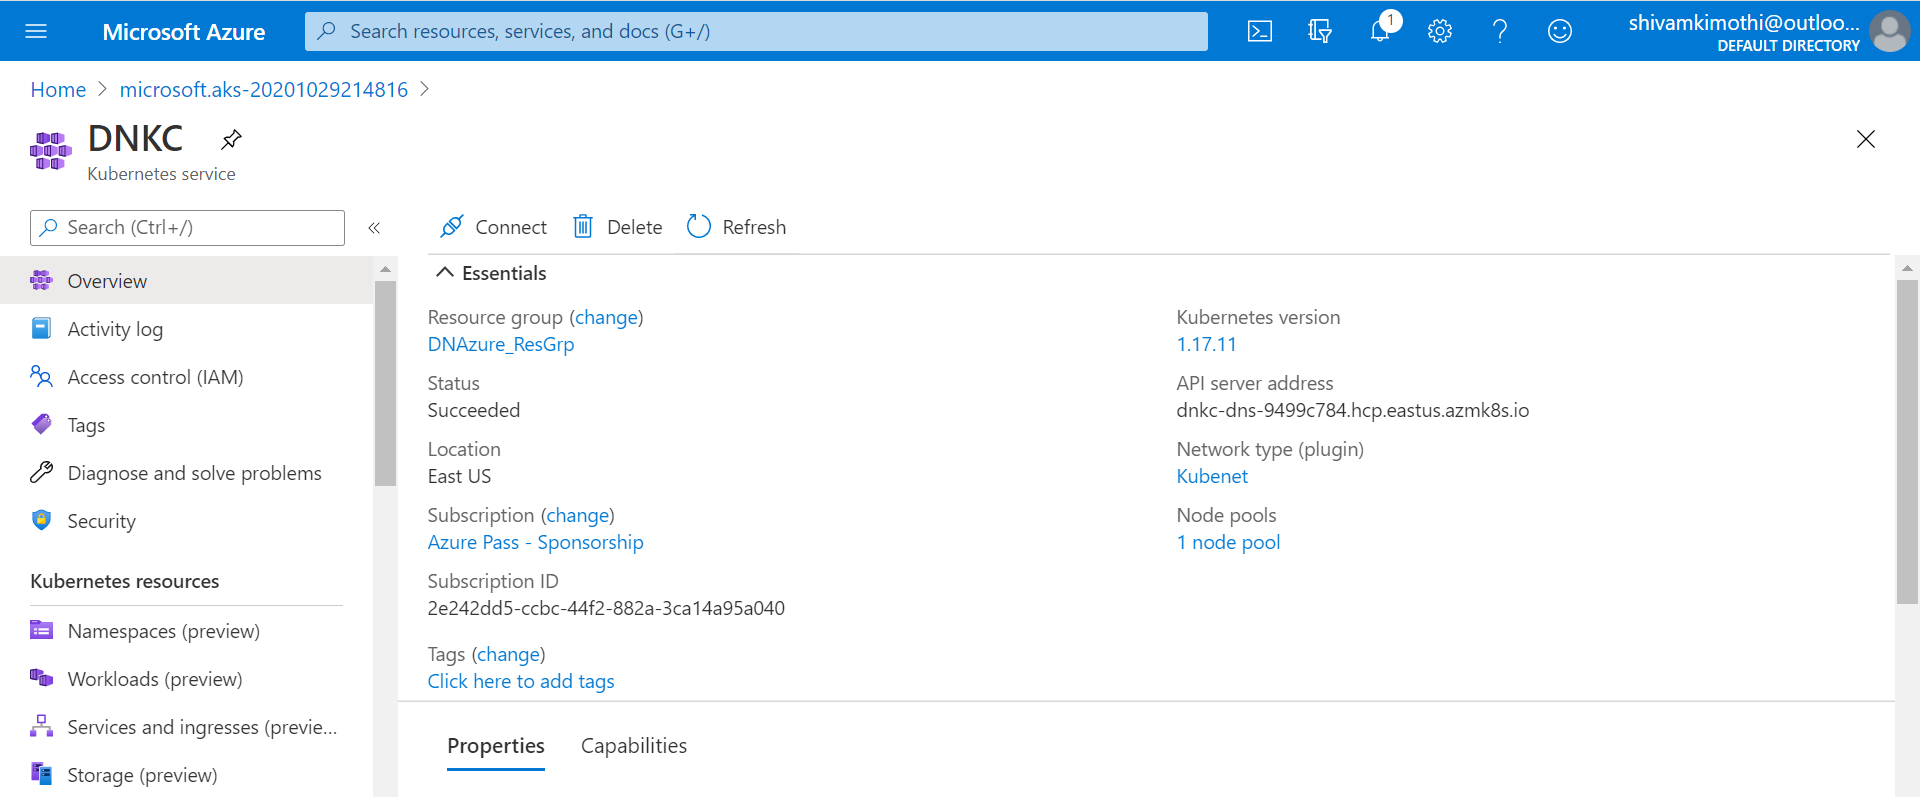 Microsoft Azure
Search resources, services, and docs (G+/)
1
shivamkimothi@outloo...
DEFAULT DIRECTORY
Home > microsoft.aks-20201029214816 >
DNKC
Kubernetes service
Search (Ctrl+/)
«
Connect
Delete
Refresh
Overview
Activity log
Access control (IAM)
Tags
Diagnose and solve problems
Security
Kubernetes resources
Namespaces (preview)
Workloads (preview)
Services and ingresses (previe...
Storage (preview)
Essentials
Resource group (change)
DNAzure_ResGrp
Status
Succeeded
Location
East US
Subscription (change)
Azure Pass - Sponsorship
Subscription ID
2e242dd5-ccbc-44f2-882a-3ca14a95a040
Tags (change)
Click here to add tags
Kubernetes version
1.17.11
API server address
dnkc-dns-9499c784.hcp.eastus.azmk8s.io
Network type (plugin)
Kubenet
Node pools
1 node pool
Properties
Capabilities